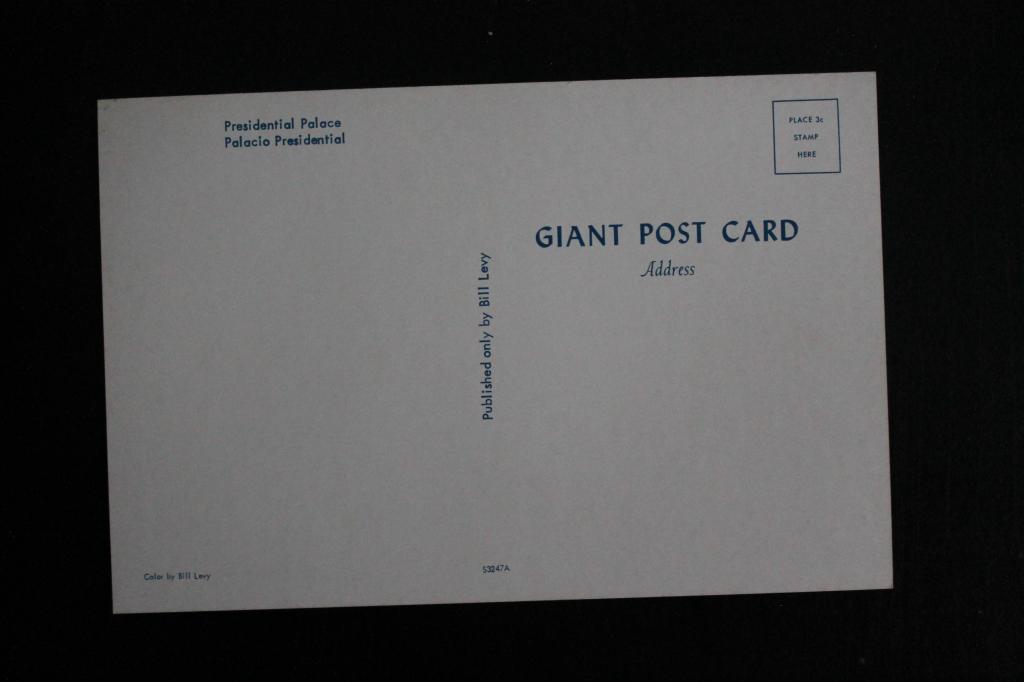 Presidential Palace
Palacio Presidential
PLACE 3c
STAMP
HERE
GIANT POST CARD
Address
Published only by Bill Levy
Color by Bill Levy
S3247A